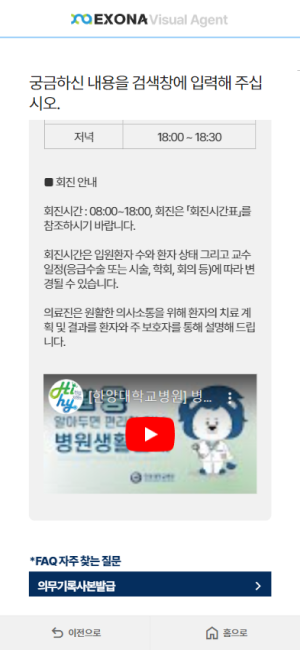 EXONA Visual Agent
궁금하신 내용을 검색창에 입력해 주십
시오.
저녁 18:00 ~ 18:30
■ 회진 안내
회진시간 : 08:00~18:00, 회진은 「회진시간표」를
참조하시기 바랍니다.
회진시간은 입원환자 수와 환자 상태 그리고 교수
일정(응급수술 또는 시술, 학회, 회의 등)에 따라 변
경될 수 있습니다.
의료진은 원활한 의사소통을 위해 환자의 치료 계
획 및 결과를 환자와 주 보호자를 통해 설명해 드립
니다.
Hi hy
[한양대학교병원] 병...
알아두면 편리한
병원생활
*FAQ 자주 찾는 질문
의무기록사본발급
이전으로 홈으로